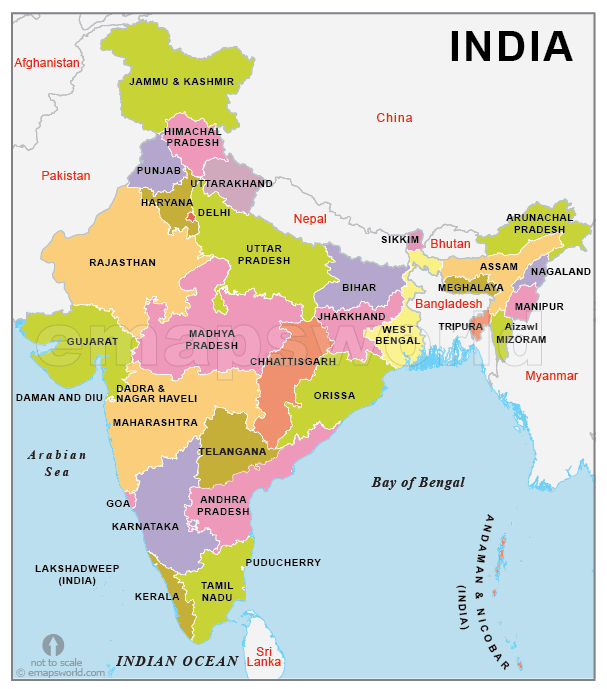 INDIA
Afghanistan
JAMMU & KASHMIR
China
HIMACHAL
PRADESH
PUNJAB
Pakistan
UTTARAKHAND
HARYANA
DELHI
Nepal
ARUNACHAL
PRADESH
SIKKIM
Bhutan
UTTAR
PRADESH
RAJASTHAN
ASSAM
NAGALAND
BIHAR
MEGHALAYA
Bangladesh
MANIPUR
JHARKHAND
TRIPURA
Aizawl
MIZORAM
WEST
BENGAL
MADHYA
PRADESH
GUJARAT
emapsworld
CHHATTISGARH
Myanmar
DADRA &
NAGAR HAVELI
DAMAN AND DIU
ORISSA
MAHARASHTRA
TELANGANA
Arabian
Sea
Bay of Bengal
GOA
ANDHRA
PRADESH
KARNATAKA
ANDAMAN & NICOBAR
(INDIA)
PUDUCHERRY
LAKSHADWEEP
(INDIA)
KERALA
TAMIL
NADU
Sri
Lanka
INDIAN OCEAN
not to scale
© emapsworld.com